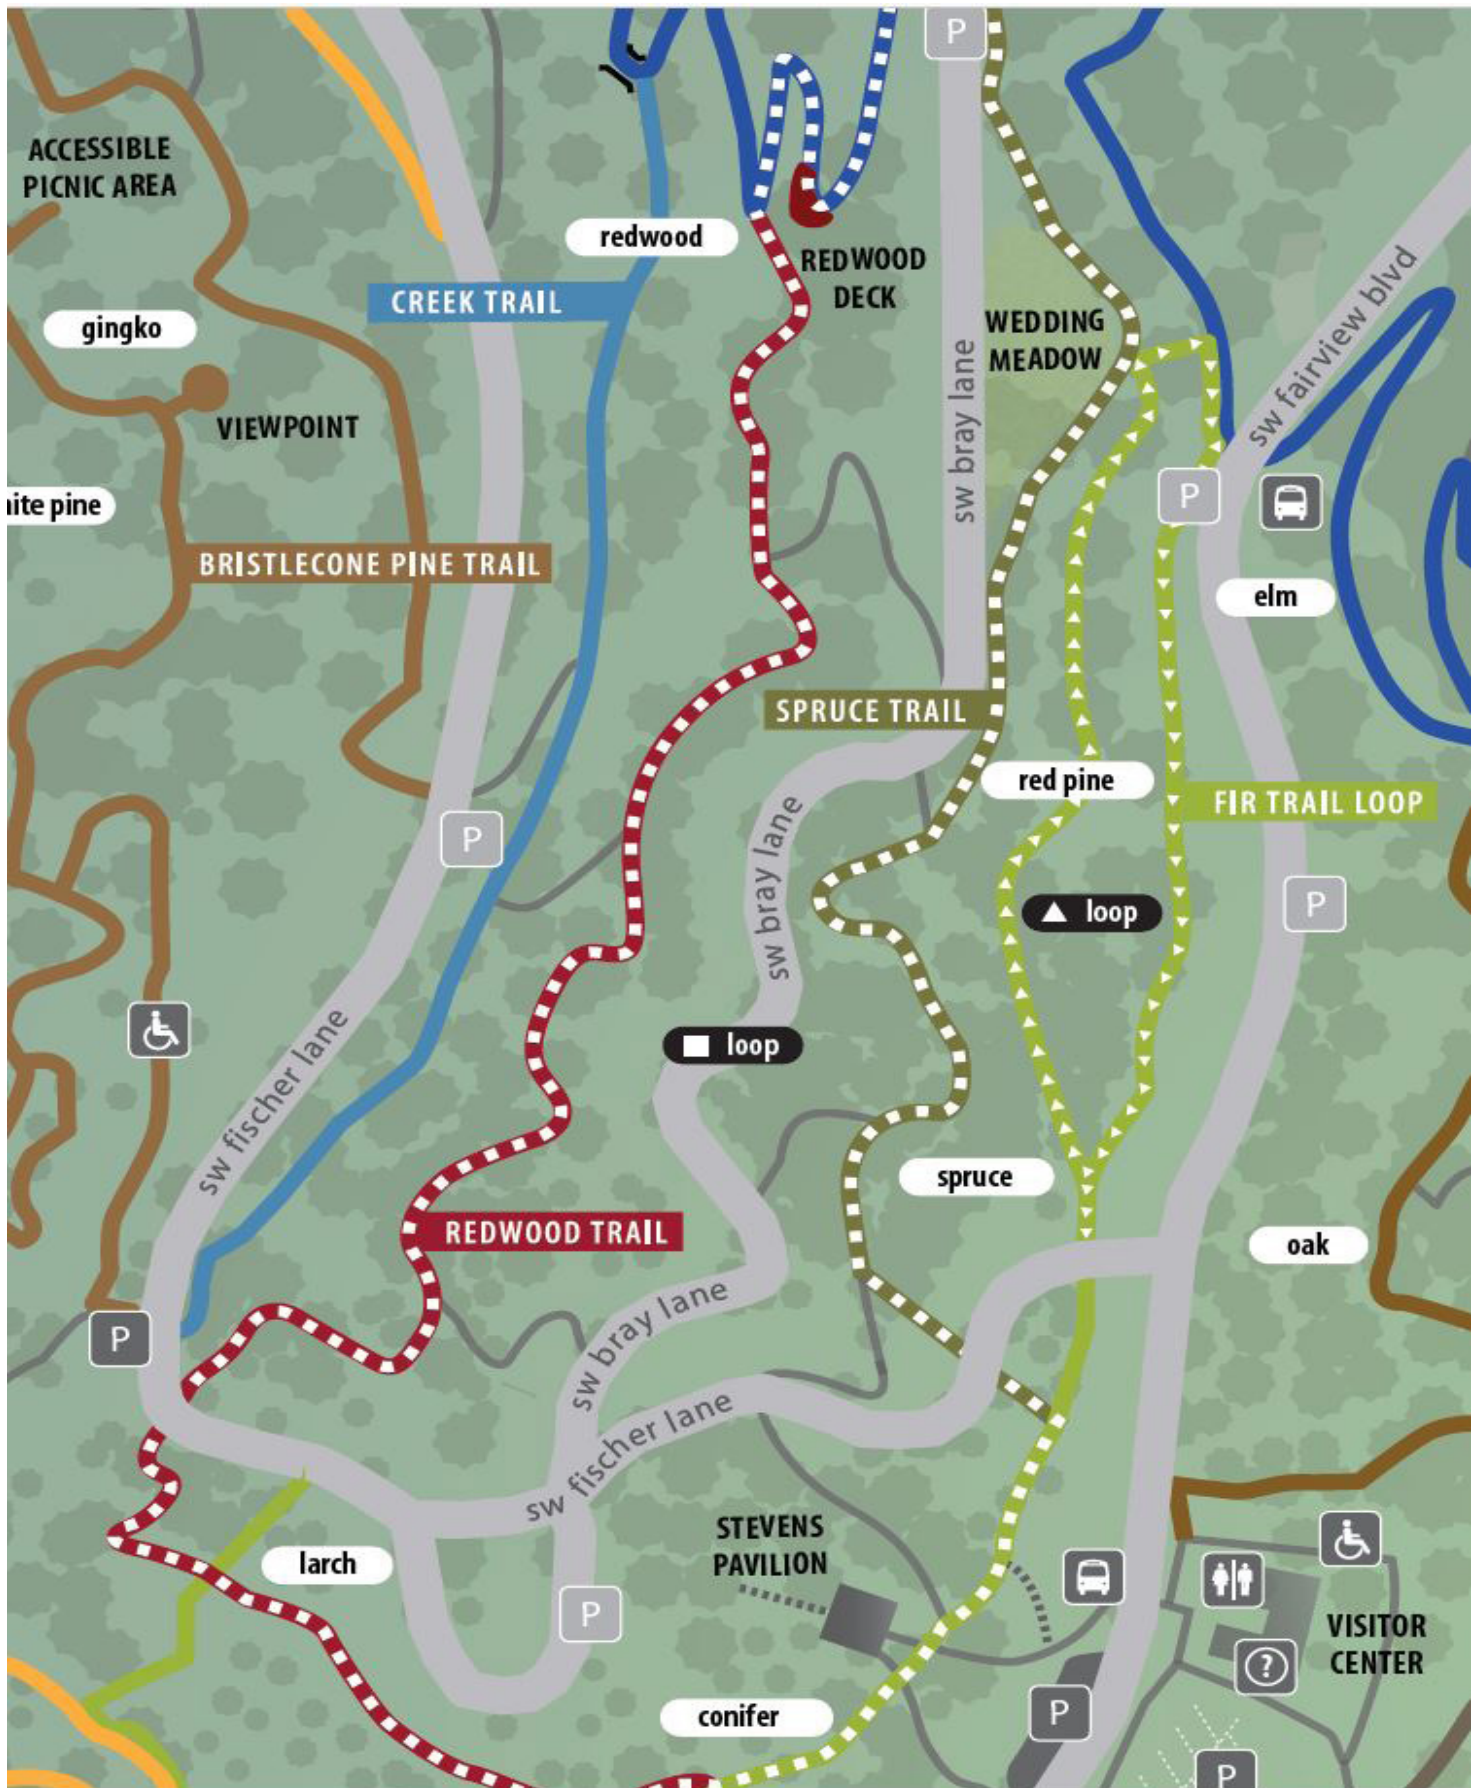 P
ACCESSIBLE
PICNIC AREA
redwood
REDWOOD
DECK
CREEK TRAIL
gingko
WEDDING
MEADOW
sw fairview blvd
sw bray lane
VIEWPOINT
P
ite pine
BRISTLECONE PINE TRAIL
elm
SPRUCE TRAIL
red pine
FIR TRAIL LOOP
P
sw bray lane
loop
P
sw fischer lane
loop
spruce
REDWOOD TRAIL
oak
P
sw bray lane
sw fischer lane
STEVENS
PAVILION
larch
P
VISITOR
CENTER
?
conifer
P
P